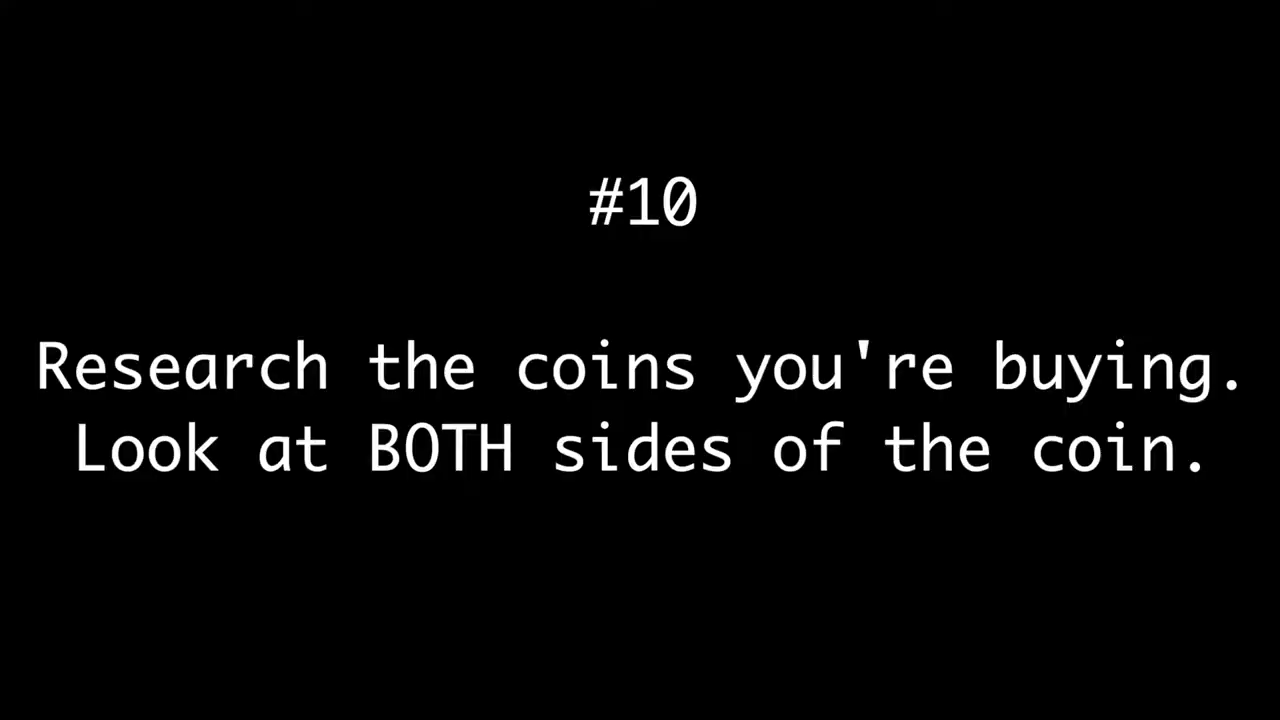 #10
Research the coins you're buying.
Look at BOTH sides of the coin.